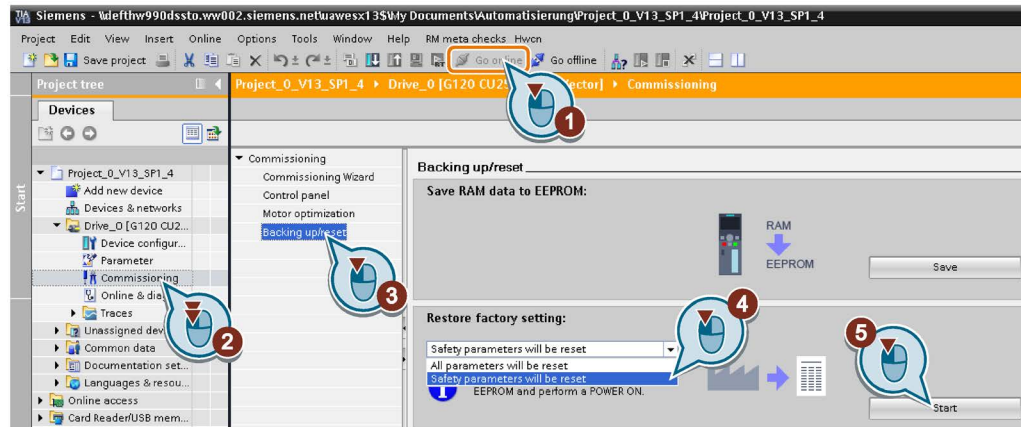 Siemens - \\defthw990dssto.ww002.siemens.net\uawesx13$\My Documents\Automatisierung\Project_0_V13_SP1_4\Project_0_V13_SP1_4
Project Edit View Insert Online Options Tools Window Help RM meta checks Hwcn
Save project Go online Go offline
1
Project tree
Project_0_V13_SP1_4 Drive_0 [G120 Commissioning
Devices
Start
Project_0_V13_SP1_4
Add new device
Devices & networks
Drive_0 [G120 CU2...
Device configur...
Parameter
Commissioning
Online &
Traces
2
Unassigned
Common data
Documentation set...
Languages & resou...
Online access
Card Reader/USB mem...
Commissioning
Commissioning Wizard
Control panel
Motor optimization
Backing up/reset
3
Backing up/reset
Save RAM data to EEPROM:
RAM
EEPROM
Save
Restore factory setting:
4
Safety parameters will be reset
All parameters will be reset
Safety parameters will be reset
EEPROM and perform a POWER ON.
5
Start